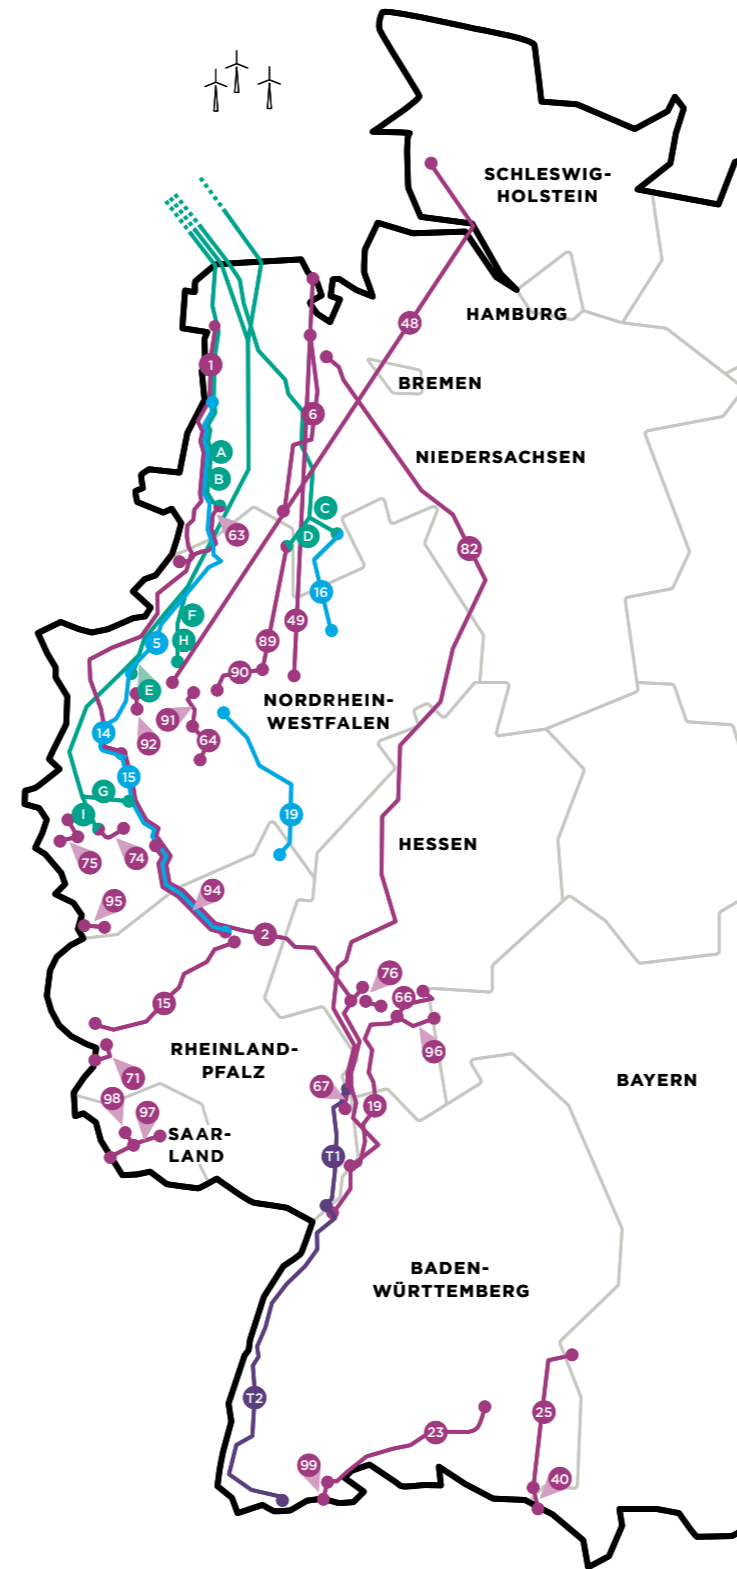 SCHLESWIG-
HOLSTEIN
HAMBURG
48
1
BREMEN
6
A
NIEDERSACHSEN
B
C
63
D
82
16
F
49
5
H
89
90
E
NORDRHEIN-
WESTFALEN
91
14
92
64
15
G
I
19
HESSEN
75
74
94
95
2
76
15
66
RHEINLAND-
PFALZ
96
71
BAYERN
67
98
97
19
SAAR-
LAND
T1
BADEN-
WÜRTTEMBERG
T2
25
23
99
40